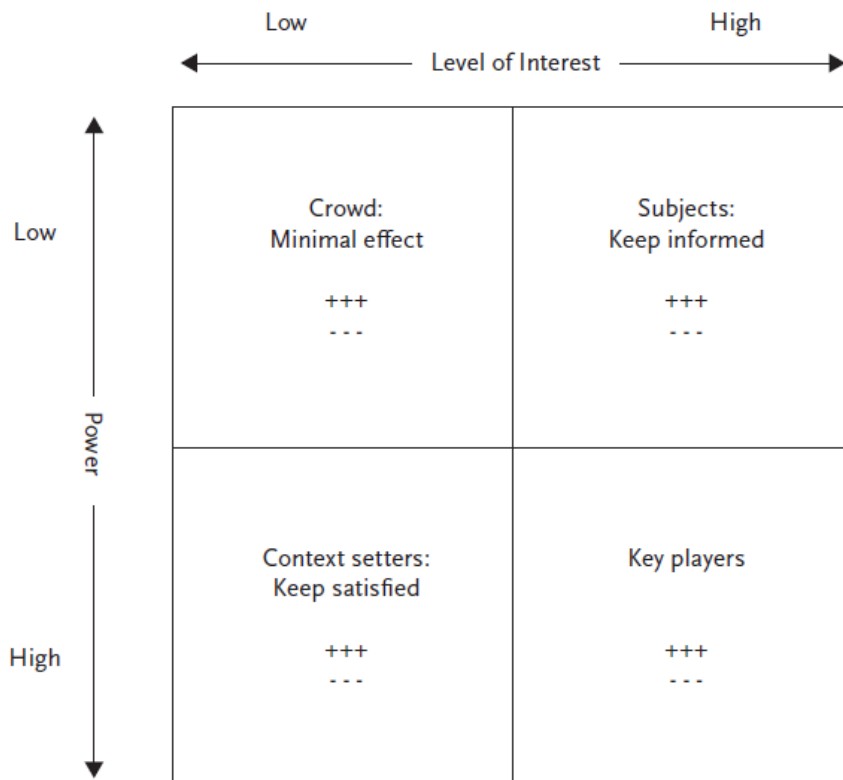 Low High
Level of Interest
Low
Power
High
Crowd:
Minimal effect
+++
- - -
Subjects:
Keep informed
+++
- - -
Context setters:
Keep satisfied
+++
- - -
Key players
+++
- - -